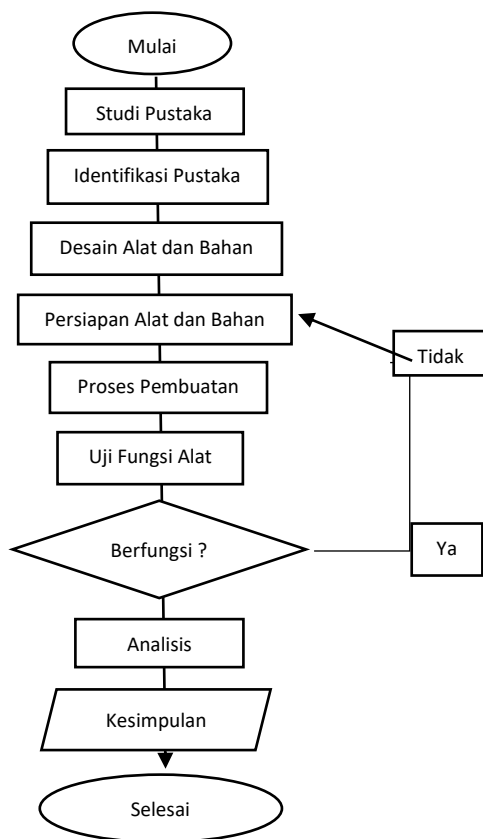 Mulai
Studi Pustaka
Identifikasi Pustaka
Desain Alat dan Bahan
Persiapan Alat dan Bahan
Tidak
Proses Pembuatan
Uji Fungsi Alat
Berfungsi ?
Ya
Analisis
Kesimpulan
Selesai